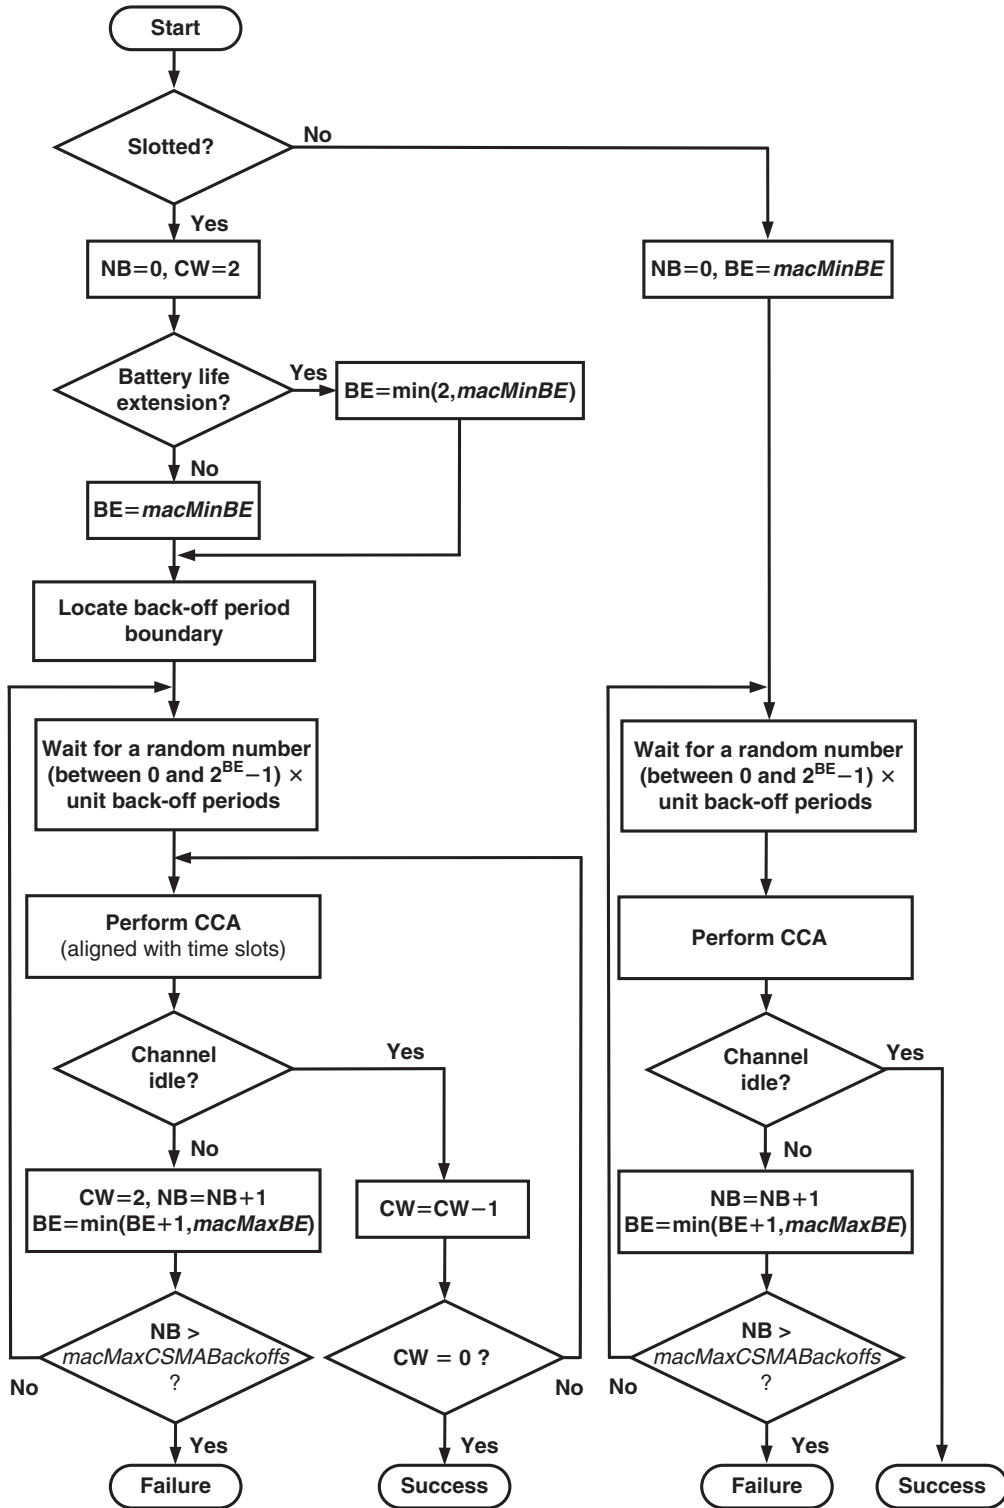 Start
Slotted?
No
Yes
NB=0, CW=2
NB=0, BE=macMinBE
Battery life
extension?
Yes
BE=min(2,macMinBE)
No
BE=macMinBE
Locate back-off period
boundary
Wait for a random number
(between 0 and 2^BE−1) ×
unit back-off periods
Perform CCA
(aligned with time slots)
Channel
idle?
Yes
No
CW=2, NB=NB+1
BE=min(BE+1,macMaxBE)
CW=CW−1
NB >
macMaxCSMABackoffs
?
No
Yes
Failure
CW = 0 ?
No
Yes
Success
Wait for a random number
(between 0 and 2^BE−1) ×
unit back-off periods
Perform CCA
Channel
idle?
Yes
No
NB=NB+1
BE=min(BE+1,macMaxBE)
NB >
macMaxCSMABackoffs
?
No
Yes
Failure
Success